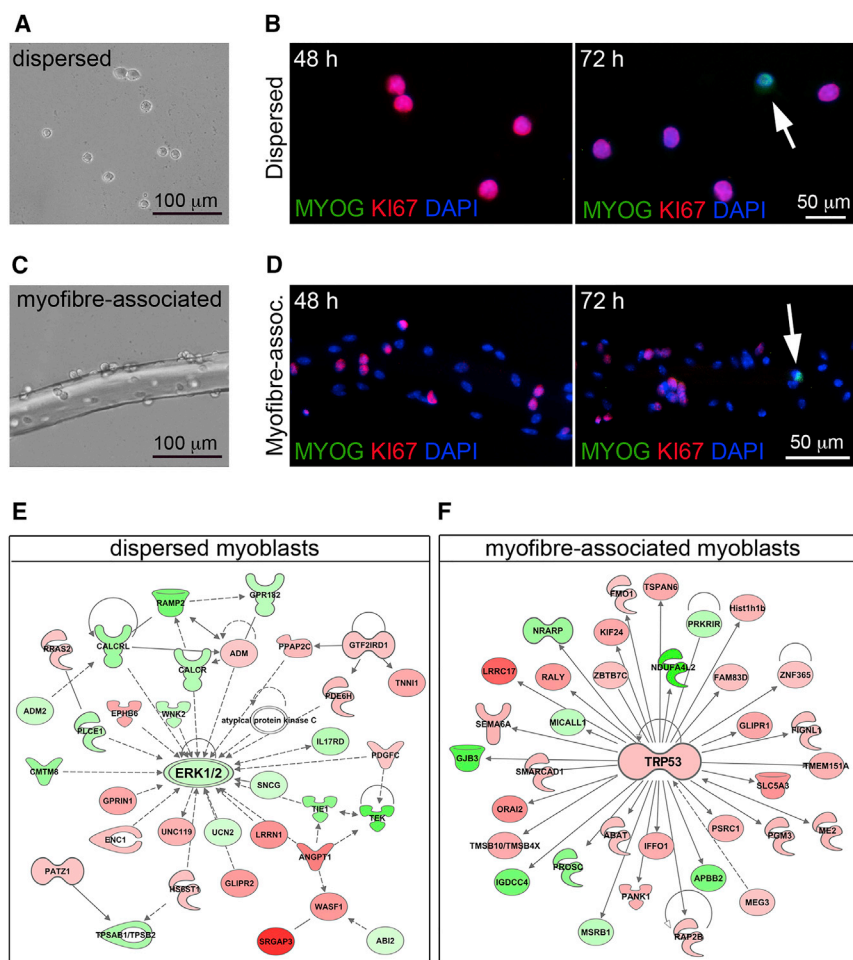 A
dispersed
100 μm
B
Dispersed
48 h
MYOG KI67 DAPI
72 h
MYOG KI67 DAPI
50 μm
C
myofibre-associated
100 μm
D
Myofibre-assoc.
48 h
MYOG KI67 DAPI
72 h
MYOG KI67 DAPI
50 μm
E
dispersed myoblasts
GPR182
RAMP2
CALCRL
RRAS2
ADM
PPAP2C
GTF2IRD1
CALCR
TNNI1
ADM2
EPHB6
WNK2
PDE6H
atypical protein kinase C
PLCE1
IL17RD
PDGFC
CMTM8
ERK1/2
SNCG
GPRIN1
TIE1
TEK
ENC1
UNC119
UCN2
LRRN1
ANGPT1
PATZ1
HS6ST1
GLIPR2
WASF1
TPSAB1/TPSB2
SRGAP3
ABI2
F
myofibre-associated myoblasts
FMO1
TSPAN6
PRKRIR
Hist1h1b
NRARP
KIF24
NDUFA4L2
LRRC17
RALY
ZBTB7C
FAM83D
ZNF365
SEMA6A
MICALL1
GLIPR1
FIGNL1
GJB3
SMARCAD1
TRP53
TMEM151A
SLC5A3
ORAI2
TMSB10/TMSB4X
ABAT
IFFO1
PSRC1
PGM3
ME2
PROSC
IGDCC4
PANK1
APBB2
MEG3
MSRB1
RAP2B